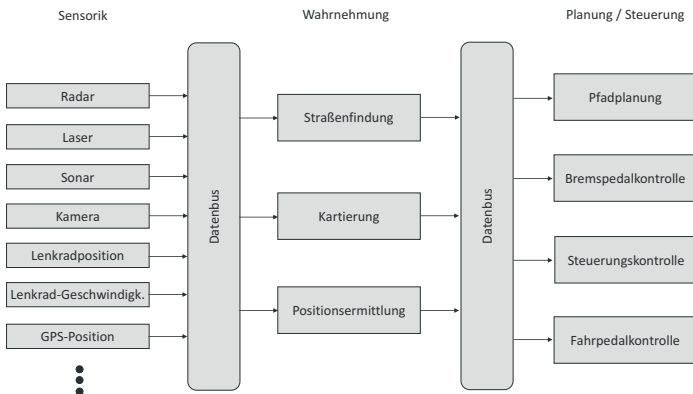 Sensorik
Wahrnehmung
Planung / Steuerung
Radar
Laser
Sonar
Kamera
Lenkradposition
Lenkrad-Geschwindigk.
GPS-Position
Datenbus
Straßenfindung
Kartierung
Positionsermittlung
Datenbus
Pfadplanung
Bremspedalkontrolle
Steuerungskontrolle
Fahrpedalkontrolle